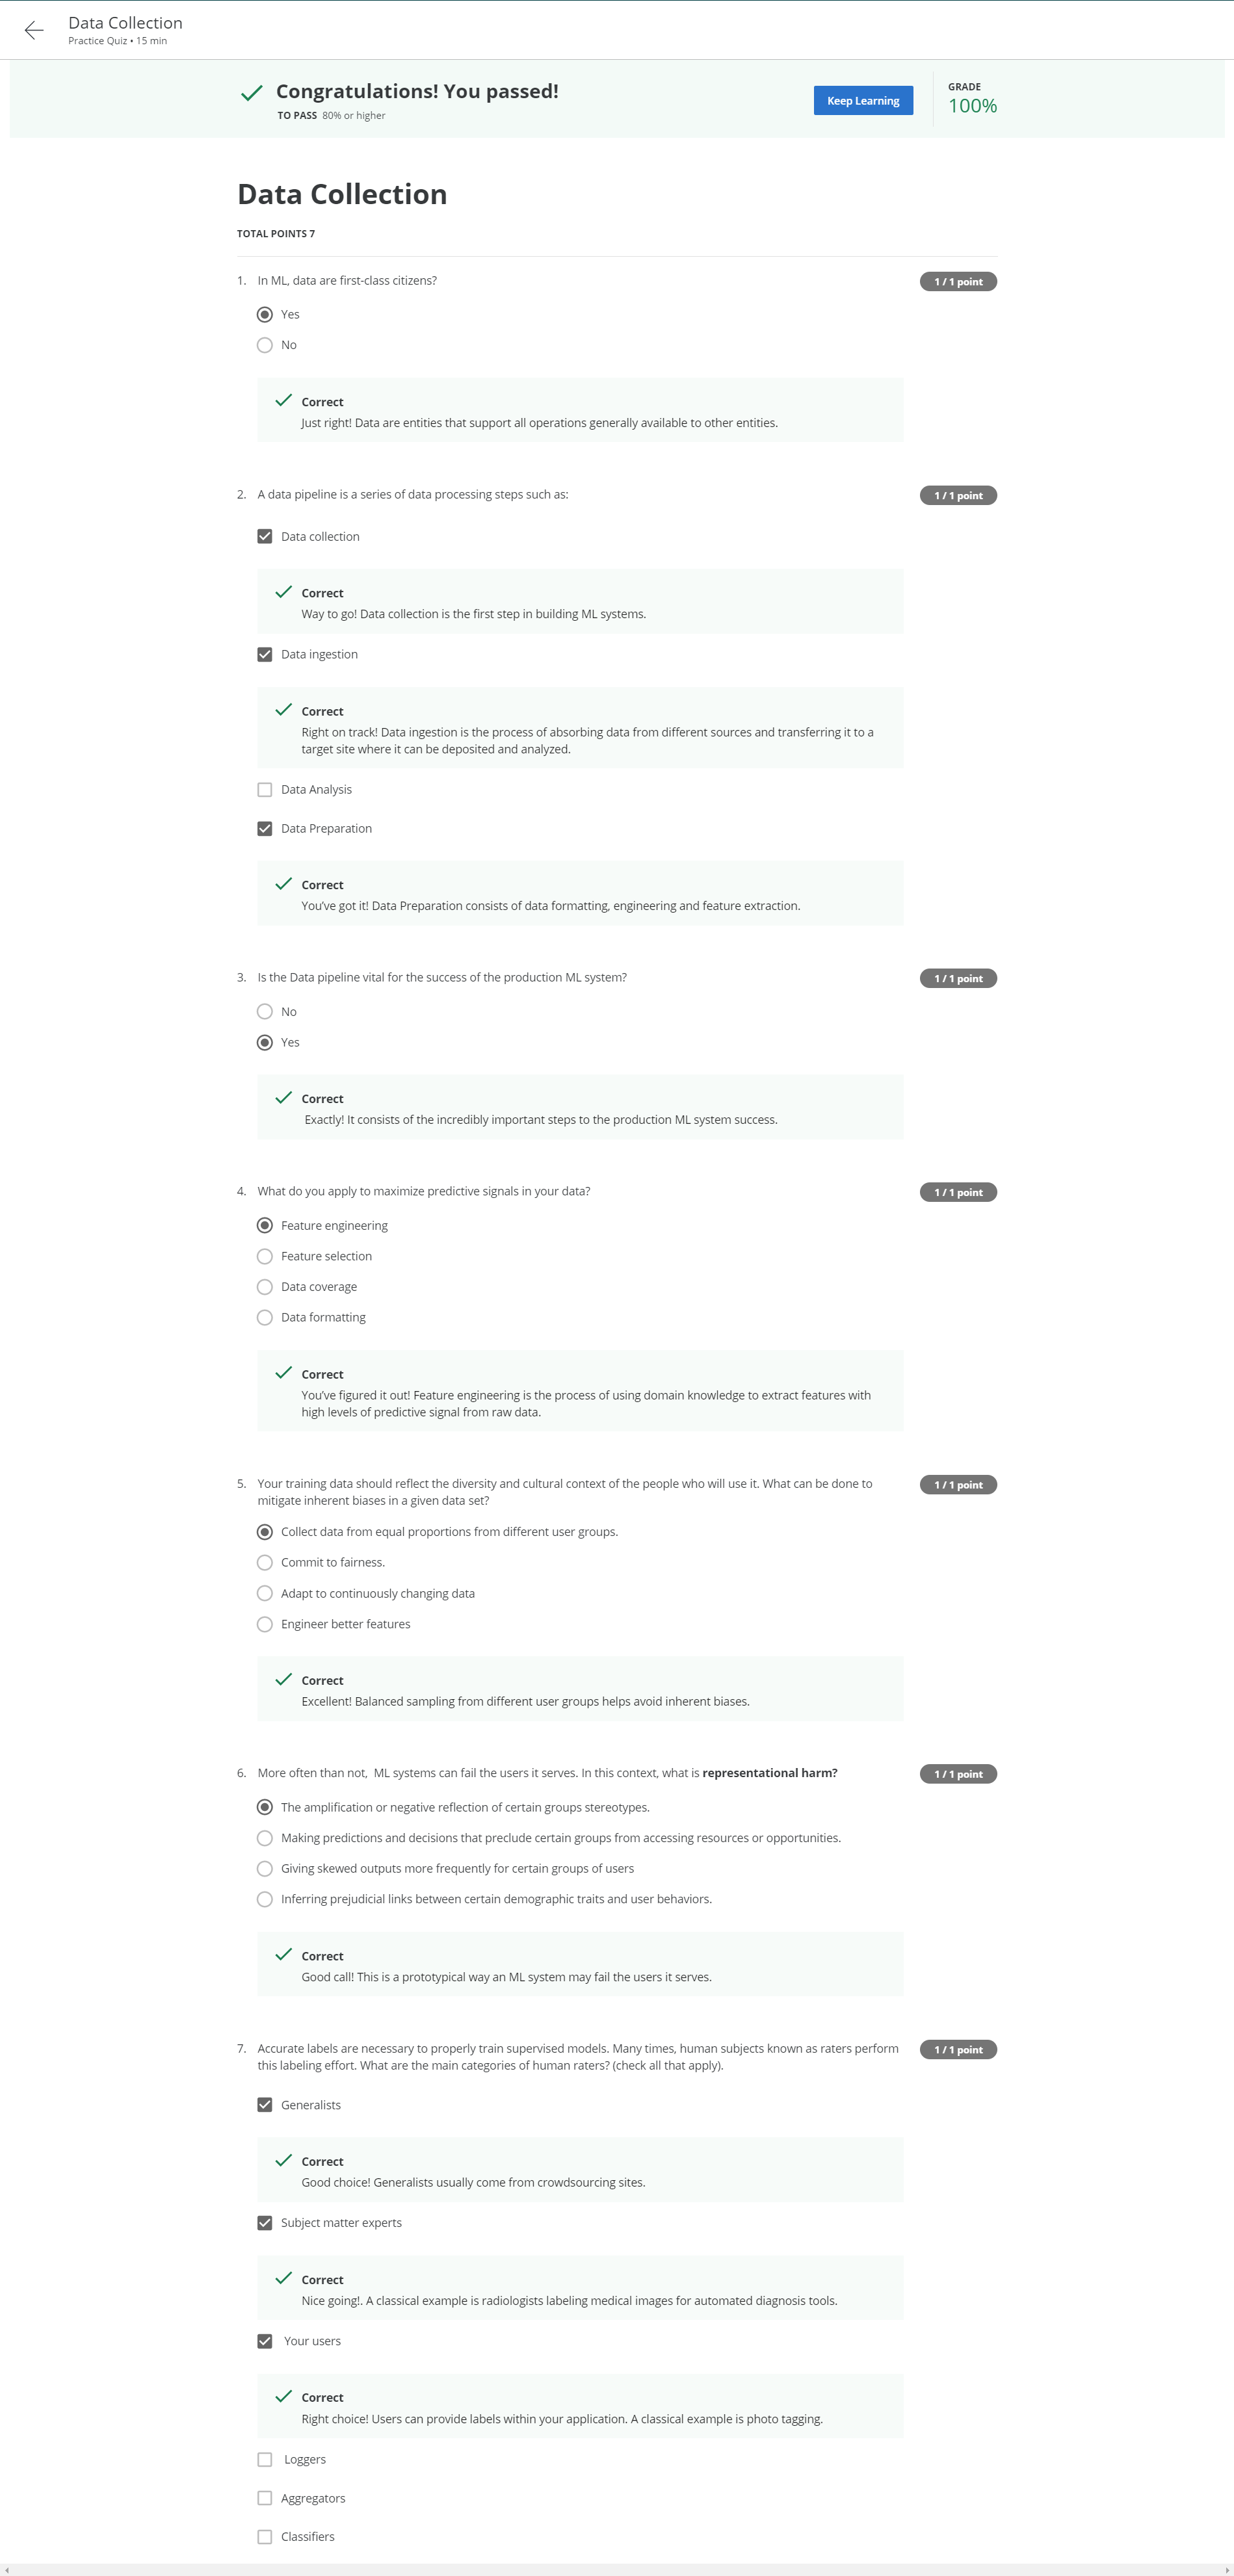 Data Collection
Practice Quiz • 15 min
Congratulations! You passed!
TO PASS 80% or higher
Keep Learning
GRADE
100%
Data Collection
TOTAL POINTS 7
1. In ML, data are first-class citizens?
1 / 1 point
Yes
No
Correct
Just right! Data are entities that support all operations generally available to other entities.
2. A data pipeline is a series of data processing steps such as:
1 / 1 point
Data collection
Correct
Way to go! Data collection is the first step in building ML systems.
Data ingestion
Correct
Right on track! Data ingestion is the process of absorbing data from different sources and transferring it to a
target site where it can be deposited and analyzed.
Data Analysis
Data Preparation
Correct
You've got it! Data Preparation consists of data formatting, engineering and feature extraction.
3. Is the Data pipeline vital for the success of the production ML system?
1 / 1 point
No
Yes
Correct
Exactly! It consists of the incredibly important steps to the production ML system success.
4. What do you apply to maximize predictive signals in your data?
1 / 1 point
Feature engineering
Feature selection
Data coverage
Data formatting
Correct
You've figured it out! Feature engineering is the process of using domain knowledge to extract features with
high levels of predictive signal from raw data.
5. Your training data should reflect the diversity and cultural context of the people who will use it. What can be done to
mitigate inherent biases in a given data set?
1 / 1 point
Collect data from equal proportions from different user groups.
Commit to fairness.
Adapt to continuously changing data
Engineer better features
Correct
Excellent! Balanced sampling from different user groups helps avoid inherent biases.
6. More often than not, ML systems can fail the users it serves. In this context, what is representational harm?
1 / 1 point
The amplification or negative reflection of certain groups stereotypes.
Making predictions and decisions that preclude certain groups from accessing resources or opportunities.
Giving skewed outputs more frequently for certain groups of users
Inferring prejudicial links between certain demographic traits and user behaviors.
Correct
Good call! This is a prototypical way an ML system may fail the users it serves.
7. Accurate labels are necessary to properly train supervised models. Many times, human subjects known as raters perform
this labeling effort. What are the main categories of human raters? (check all that apply).
1 / 1 point
Generalists
Correct
Good choice! Generalists usually come from crowdsourcing sites.
Subject matter experts
Correct
Nice going!. A classical example is radiologists labeling medical images for automated diagnosis tools.
Your users
Correct
Right choice! Users can provide labels within your application. A classical example is photo tagging.
Loggers
Aggregators
Classifiers